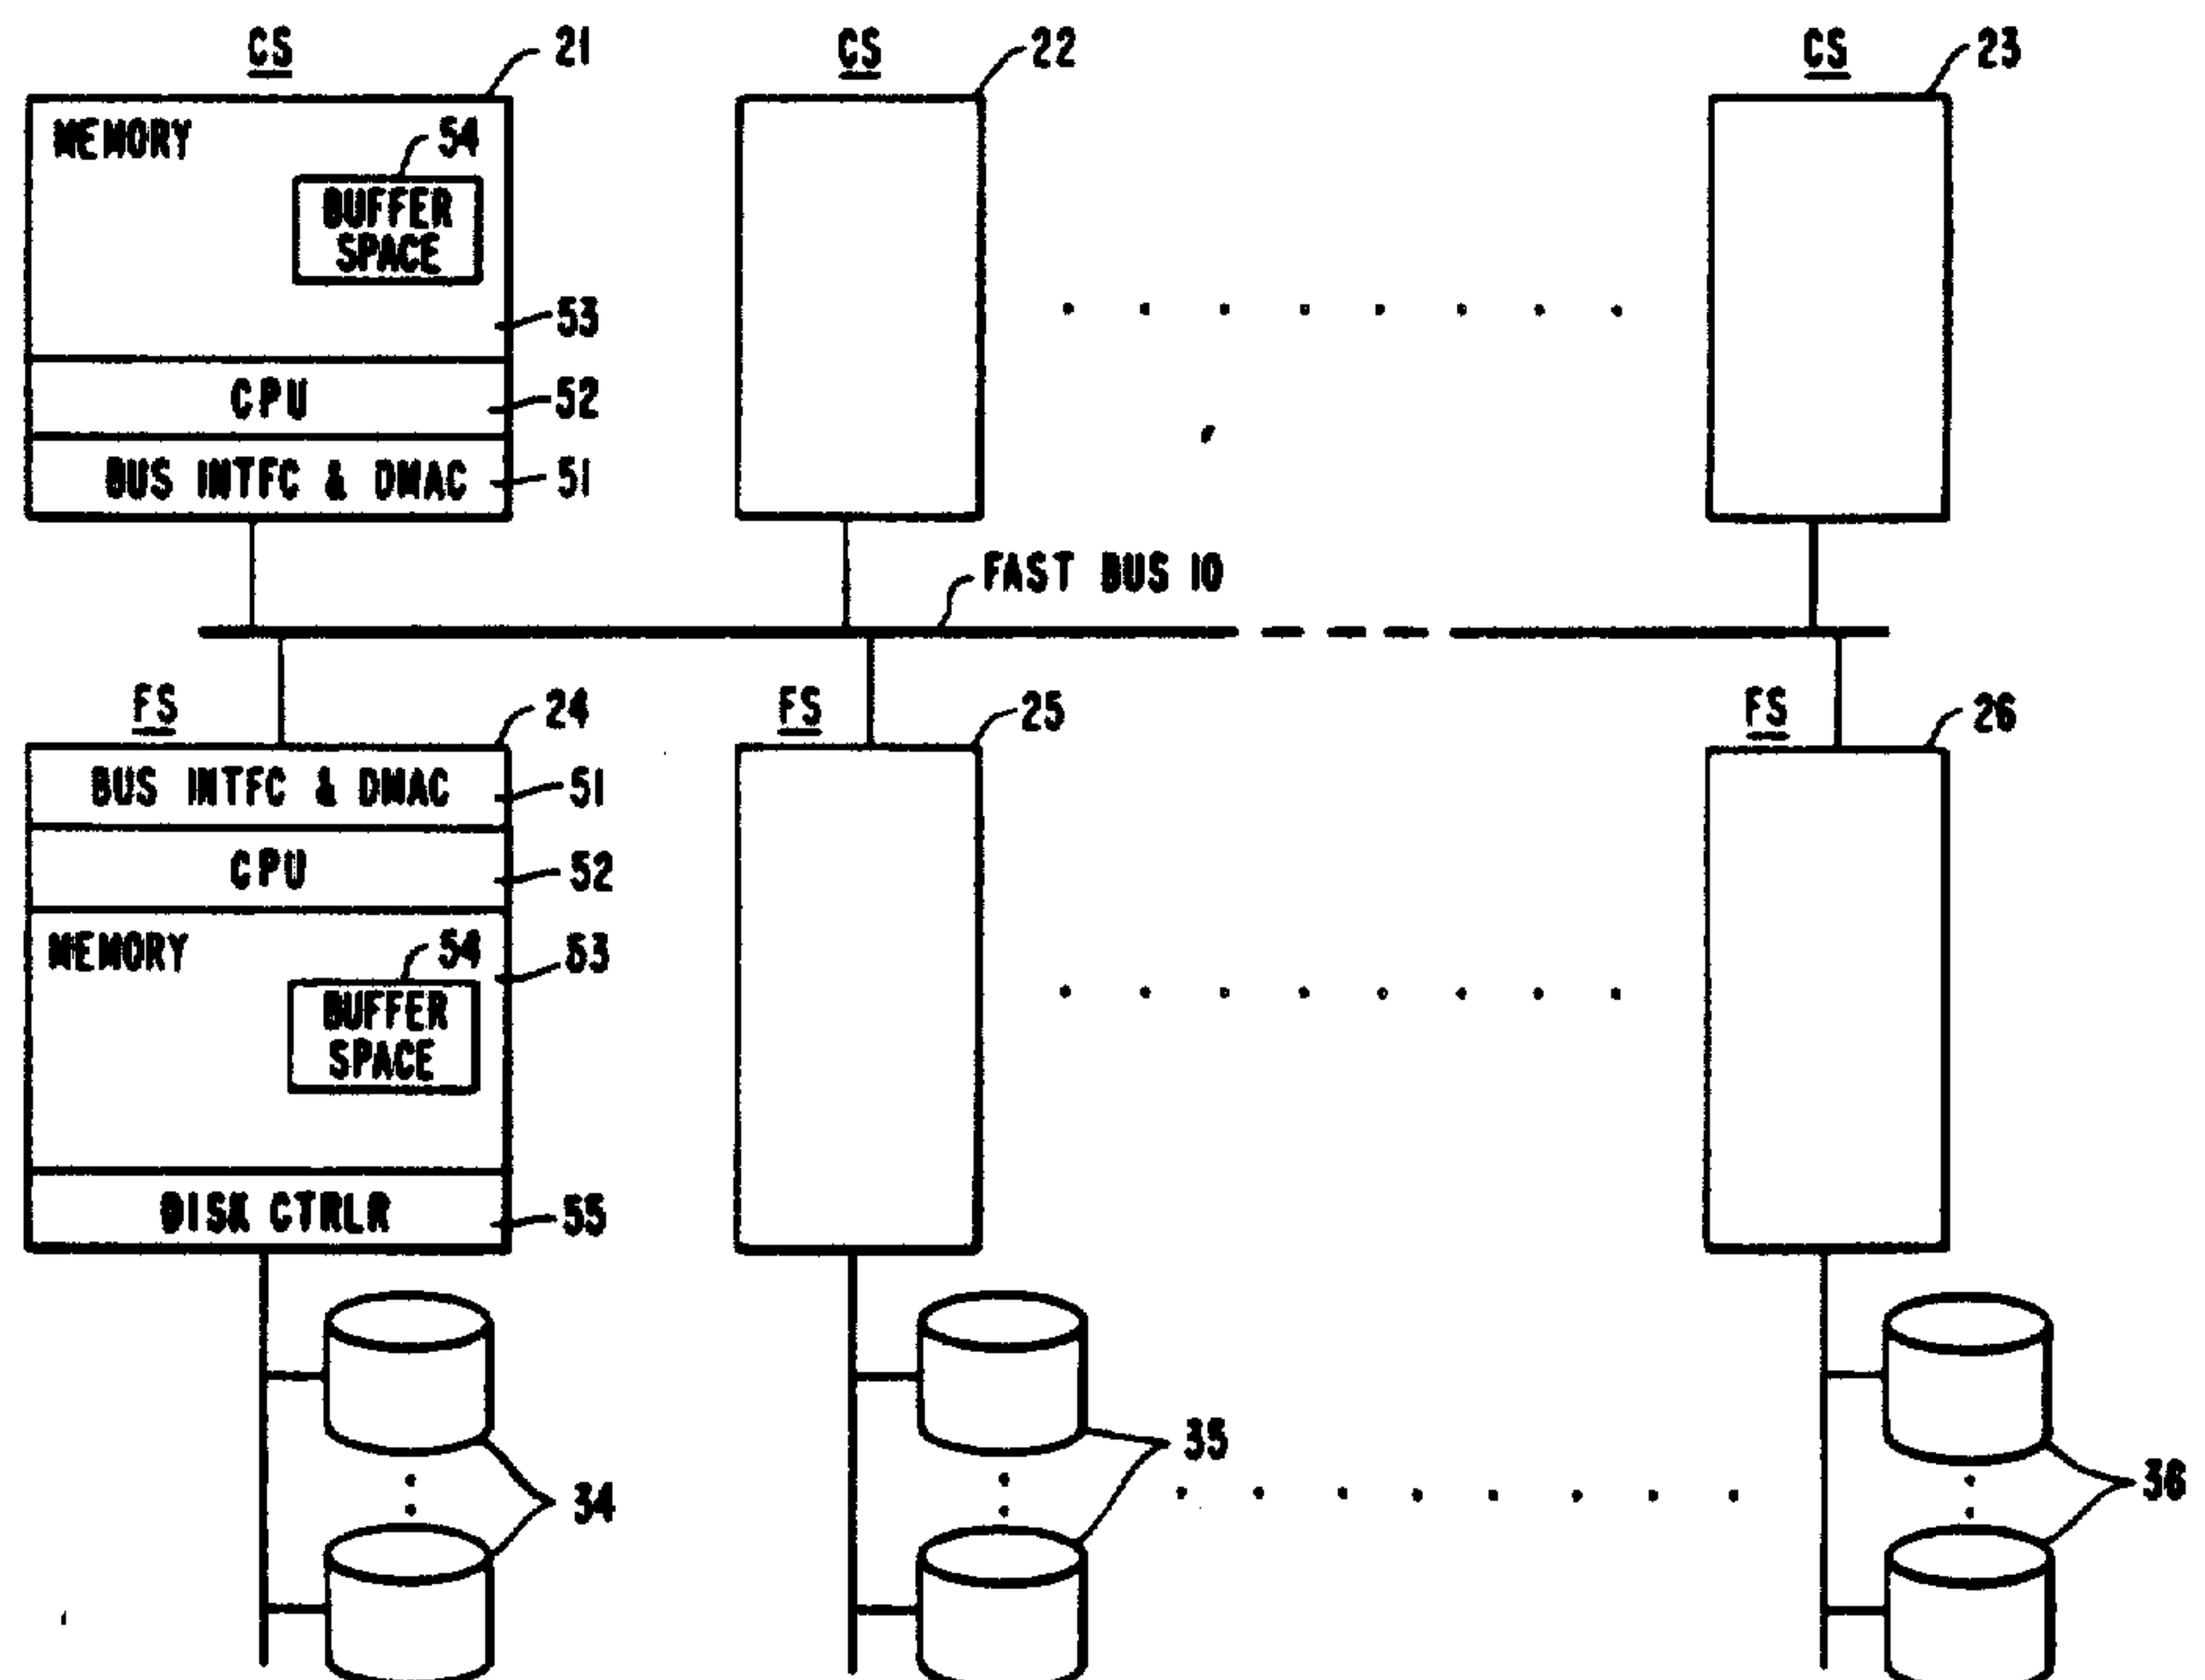 CS 21 CS 22 CS 23
MEMORY
54
BUFFER
SPACE
53
CPU 52
BUS INTFC & DMAC 51
FAST BUS 10
FS 24 FS 25 FS 26
BUS INTFC & DMAC 51
CPU 52
MEMORY 54 53
BUFFER
SPACE
DISK CTRLR 55
34 35 36